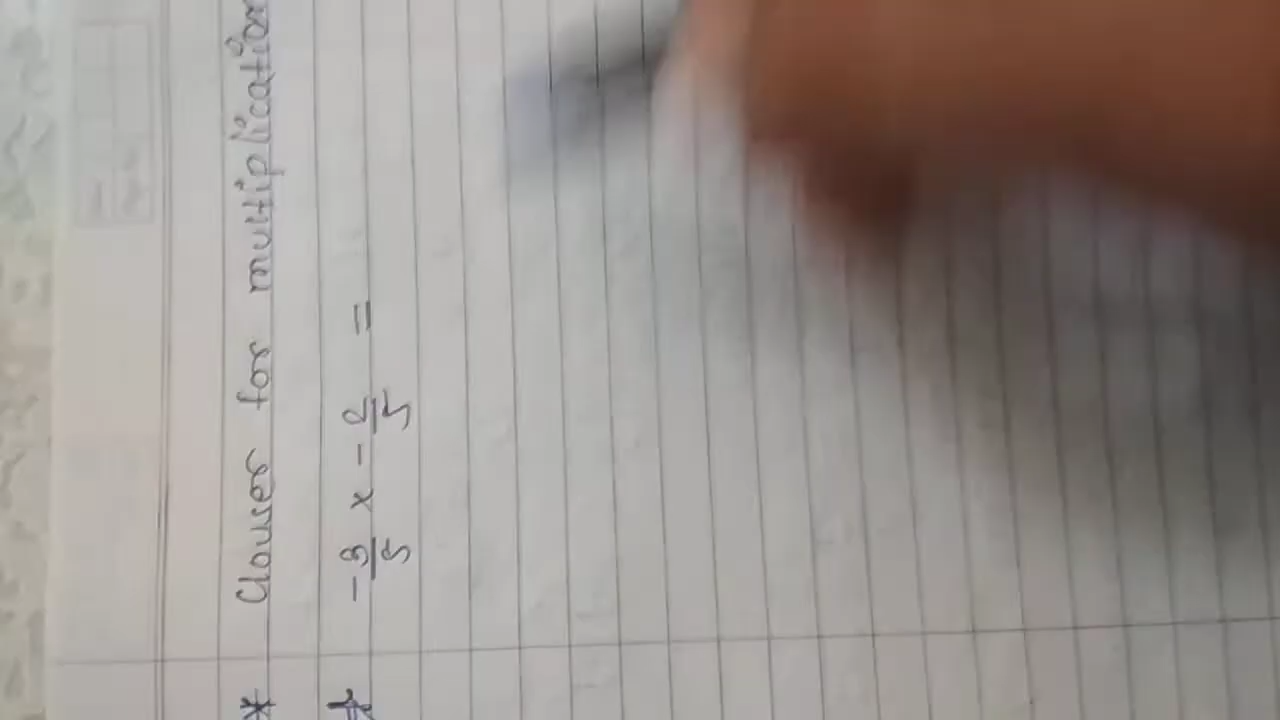 * Clouser for multiplication
* -3/5 x -2/5 =